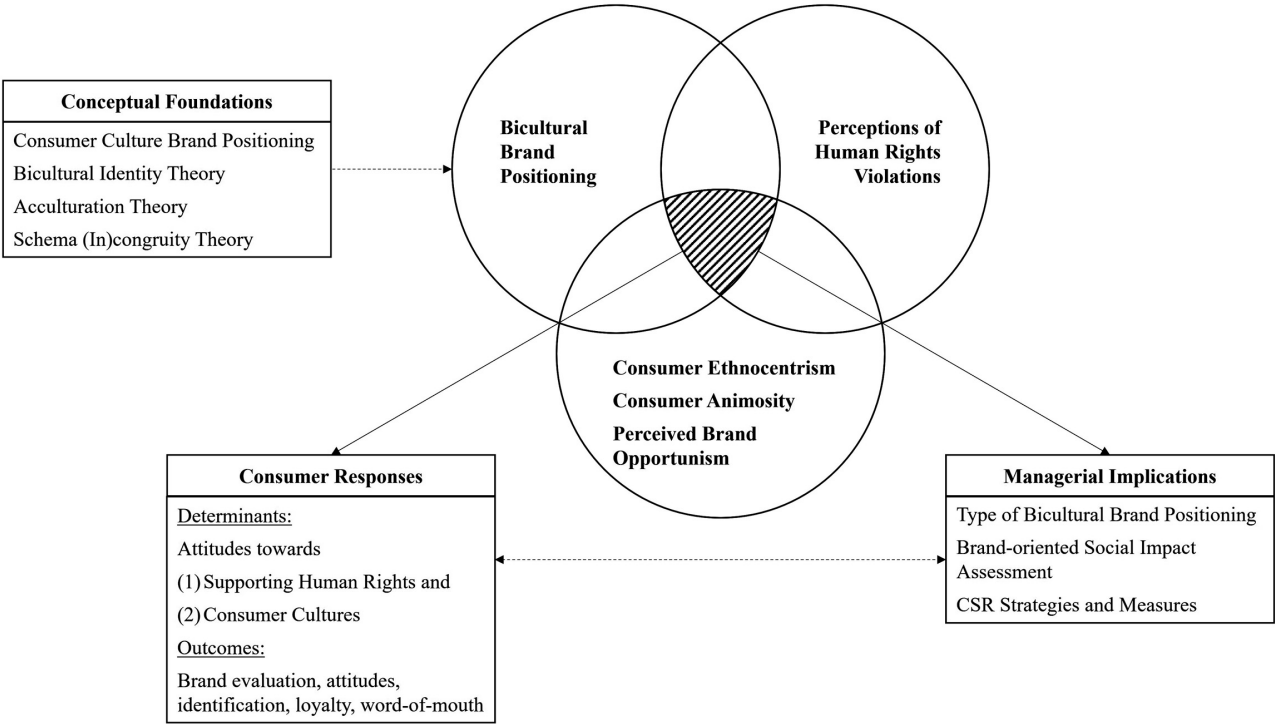 Conceptual Foundations
Consumer Culture Brand Positioning
Bicultural Identity Theory
Acculturation Theory
Schema (In)congruity Theory
Bicultural
Brand
Positioning
Perceptions of
Human Rights
Violations
Consumer Ethnocentrism
Consumer Animosity
Perceived Brand
Opportunism
Consumer Responses
Determinants:
Attitudes towards
(1) Supporting Human Rights and
(2) Consumer Cultures
Outcomes:
Brand evaluation, attitudes,
identification, loyalty, word-of-mouth
Managerial Implications
Type of Bicultural Brand Positioning
Brand-oriented Social Impact
Assessment
CSR Strategies and Measures